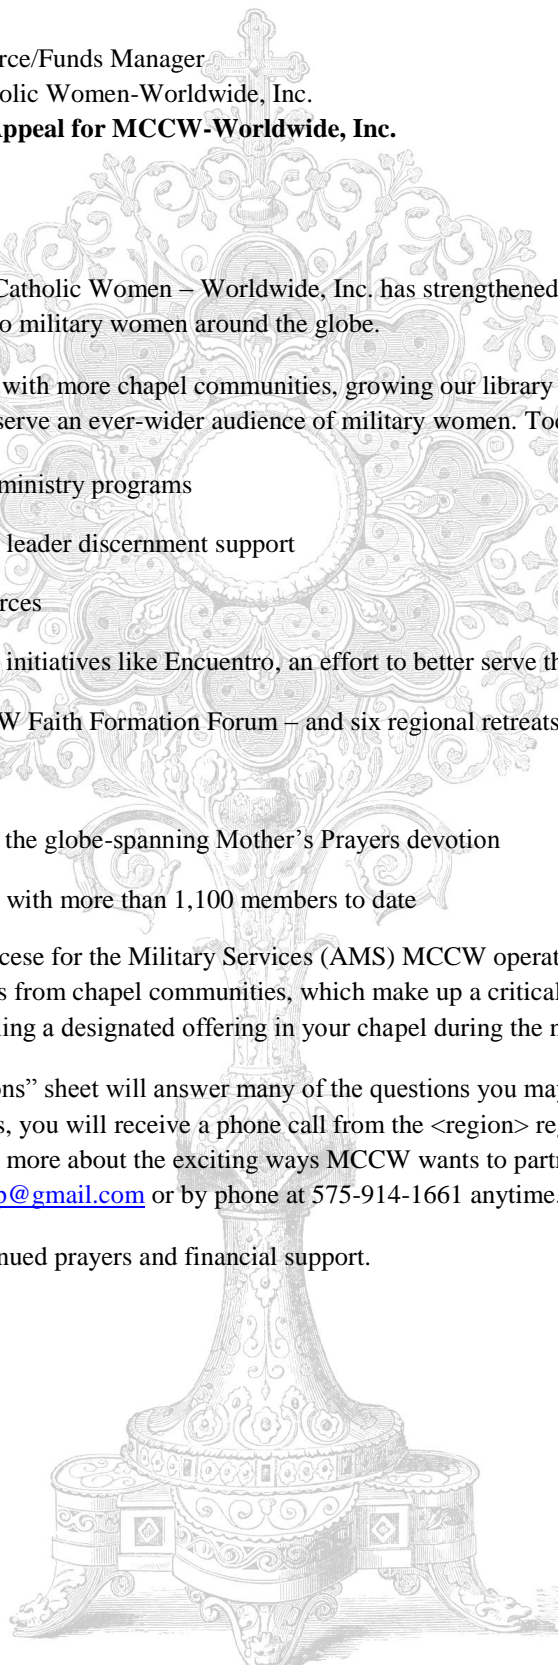 rce/Funds Manager
olic Women-Worldwide, Inc.
Appeal for MCCW-Worldwide, Inc.
Catholic Women – Worldwide, Inc. has strengthened
o military women around the globe.
with more chapel communities, growing our library
serve an ever-wider audience of military women. Tod
ministry programs
leader discernment support
rces
initiatives like Encuentro, an effort to better serve th
W Faith Formation Forum – and six regional retreats
the globe-spanning Mother’s Prayers devotion
with more than 1,100 members to date
cese for the Military Services (AMS) MCCW operat
s from chapel communities, which make up a critical
ling a designated offering in your chapel during the m
ons” sheet will answer many of the questions you may
s, you will receive a phone call from the <region> reg
more about the exciting ways MCCW wants to partn
@gmail.com or by phone at 575-914-1661 anytime.
nued prayers and financial support.